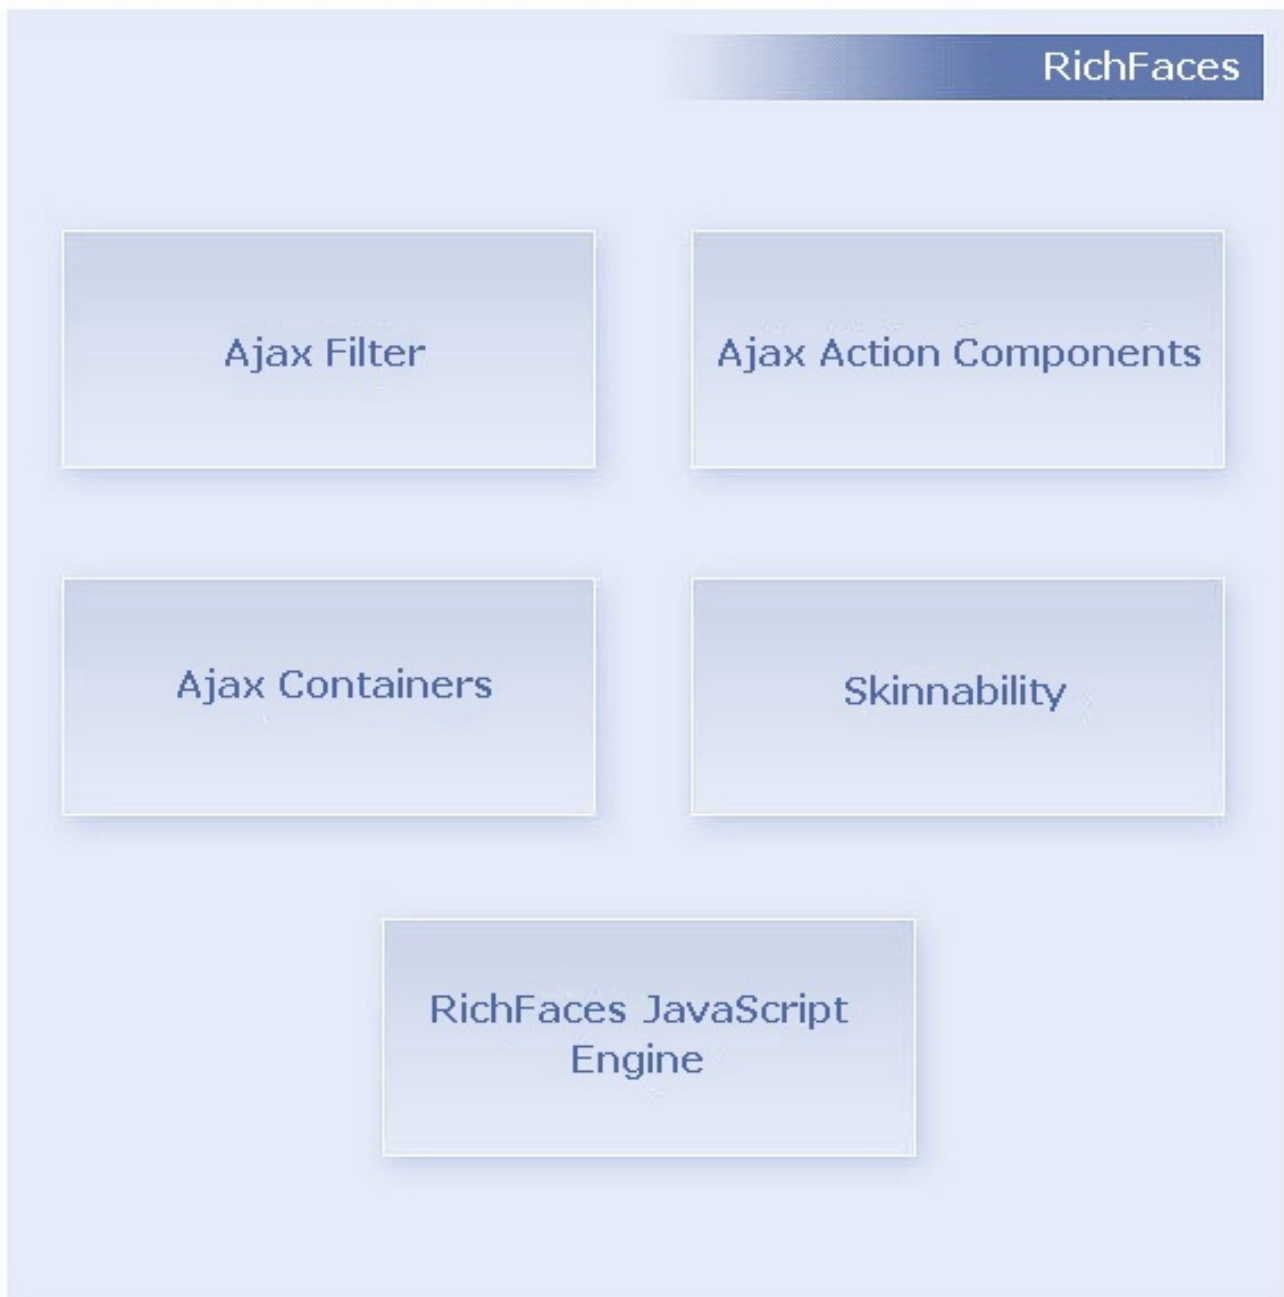 RichFaces
Ajax Filter
Ajax Action Components
Ajax Containers
Skinnability
RichFaces JavaScript
Engine